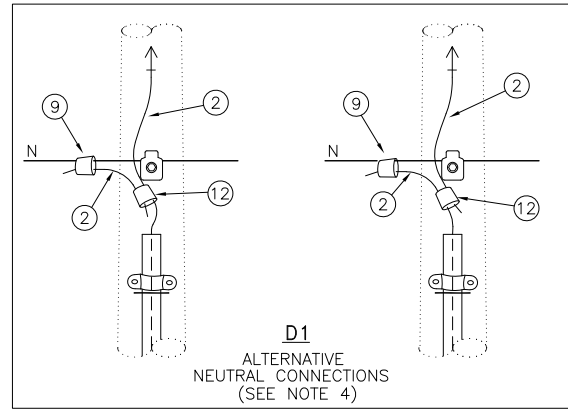 2
9
N
12
2
2
9
N
12
2
D1
ALTERNATIVE
NEUTRAL CONNECTIONS
(SEE NOTE 4)